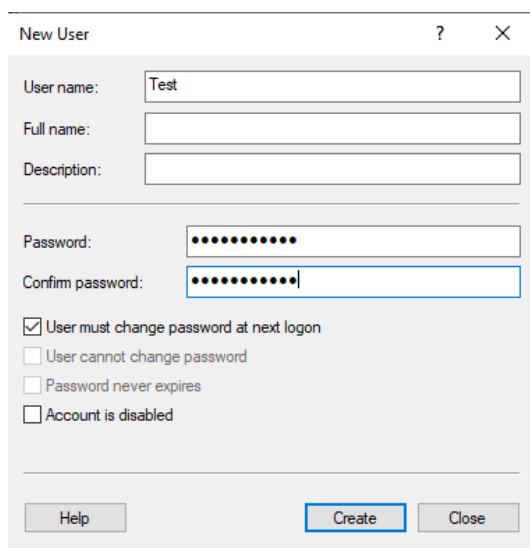 New User
?
User name: Test
Full name:
Description:
Password: ●●●●●●●●●●●
Confirm password: ●●●●●●●●●●●
User must change password at next logon
User cannot change password
Password never expires
Account is disabled
Help Create Close